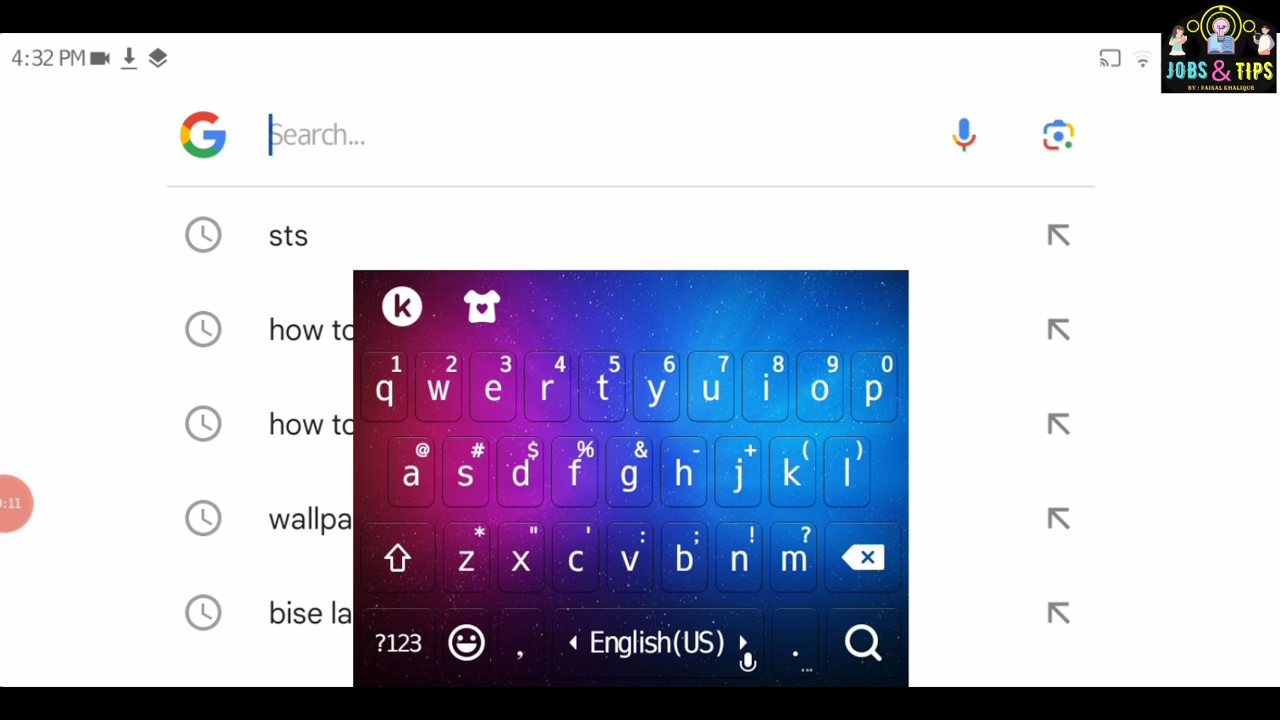 4:32 PM
JOBS & TIPS
BY : FAISAL KHALIQUE
Search...
sts
how to
how to
wallpa
bise la
k
1 2 3 4 5 6 7 8 9 0
q w e r t y u i o p
@ # $ % & - + ( )
a s d f g h j k l
:11
* " ' : ; ! ?
z x c v b n m
?123 , English(US) . ...